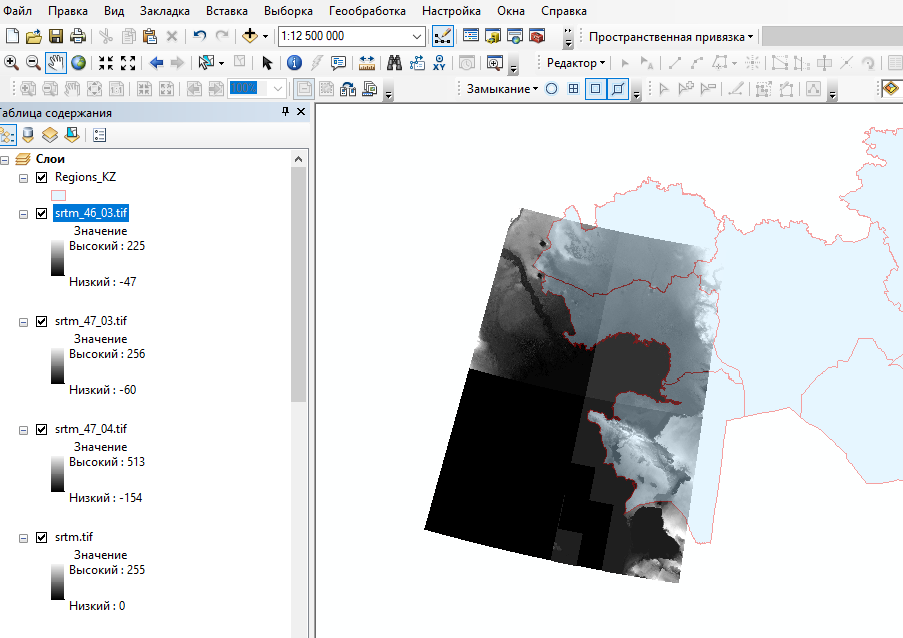 Файл Правка Вид Закладка Вставка Выборка Геообработка Настройка Окна Справка
1:12 500 000
Пространственная привязка
Редактор
100%
Замыкание
Таблица содержания
Слои
Regions_KZ
srtm_46_03.tif
Значение
Высокий : 225
Низкий : -47
srtm_47_03.tif
Значение
Высокий : 256
Низкий : -60
srtm_47_04.tif
Значение
Высокий : 513
Низкий : -154
srtm.tif
Значение
Высокий : 255
Низкий : 0